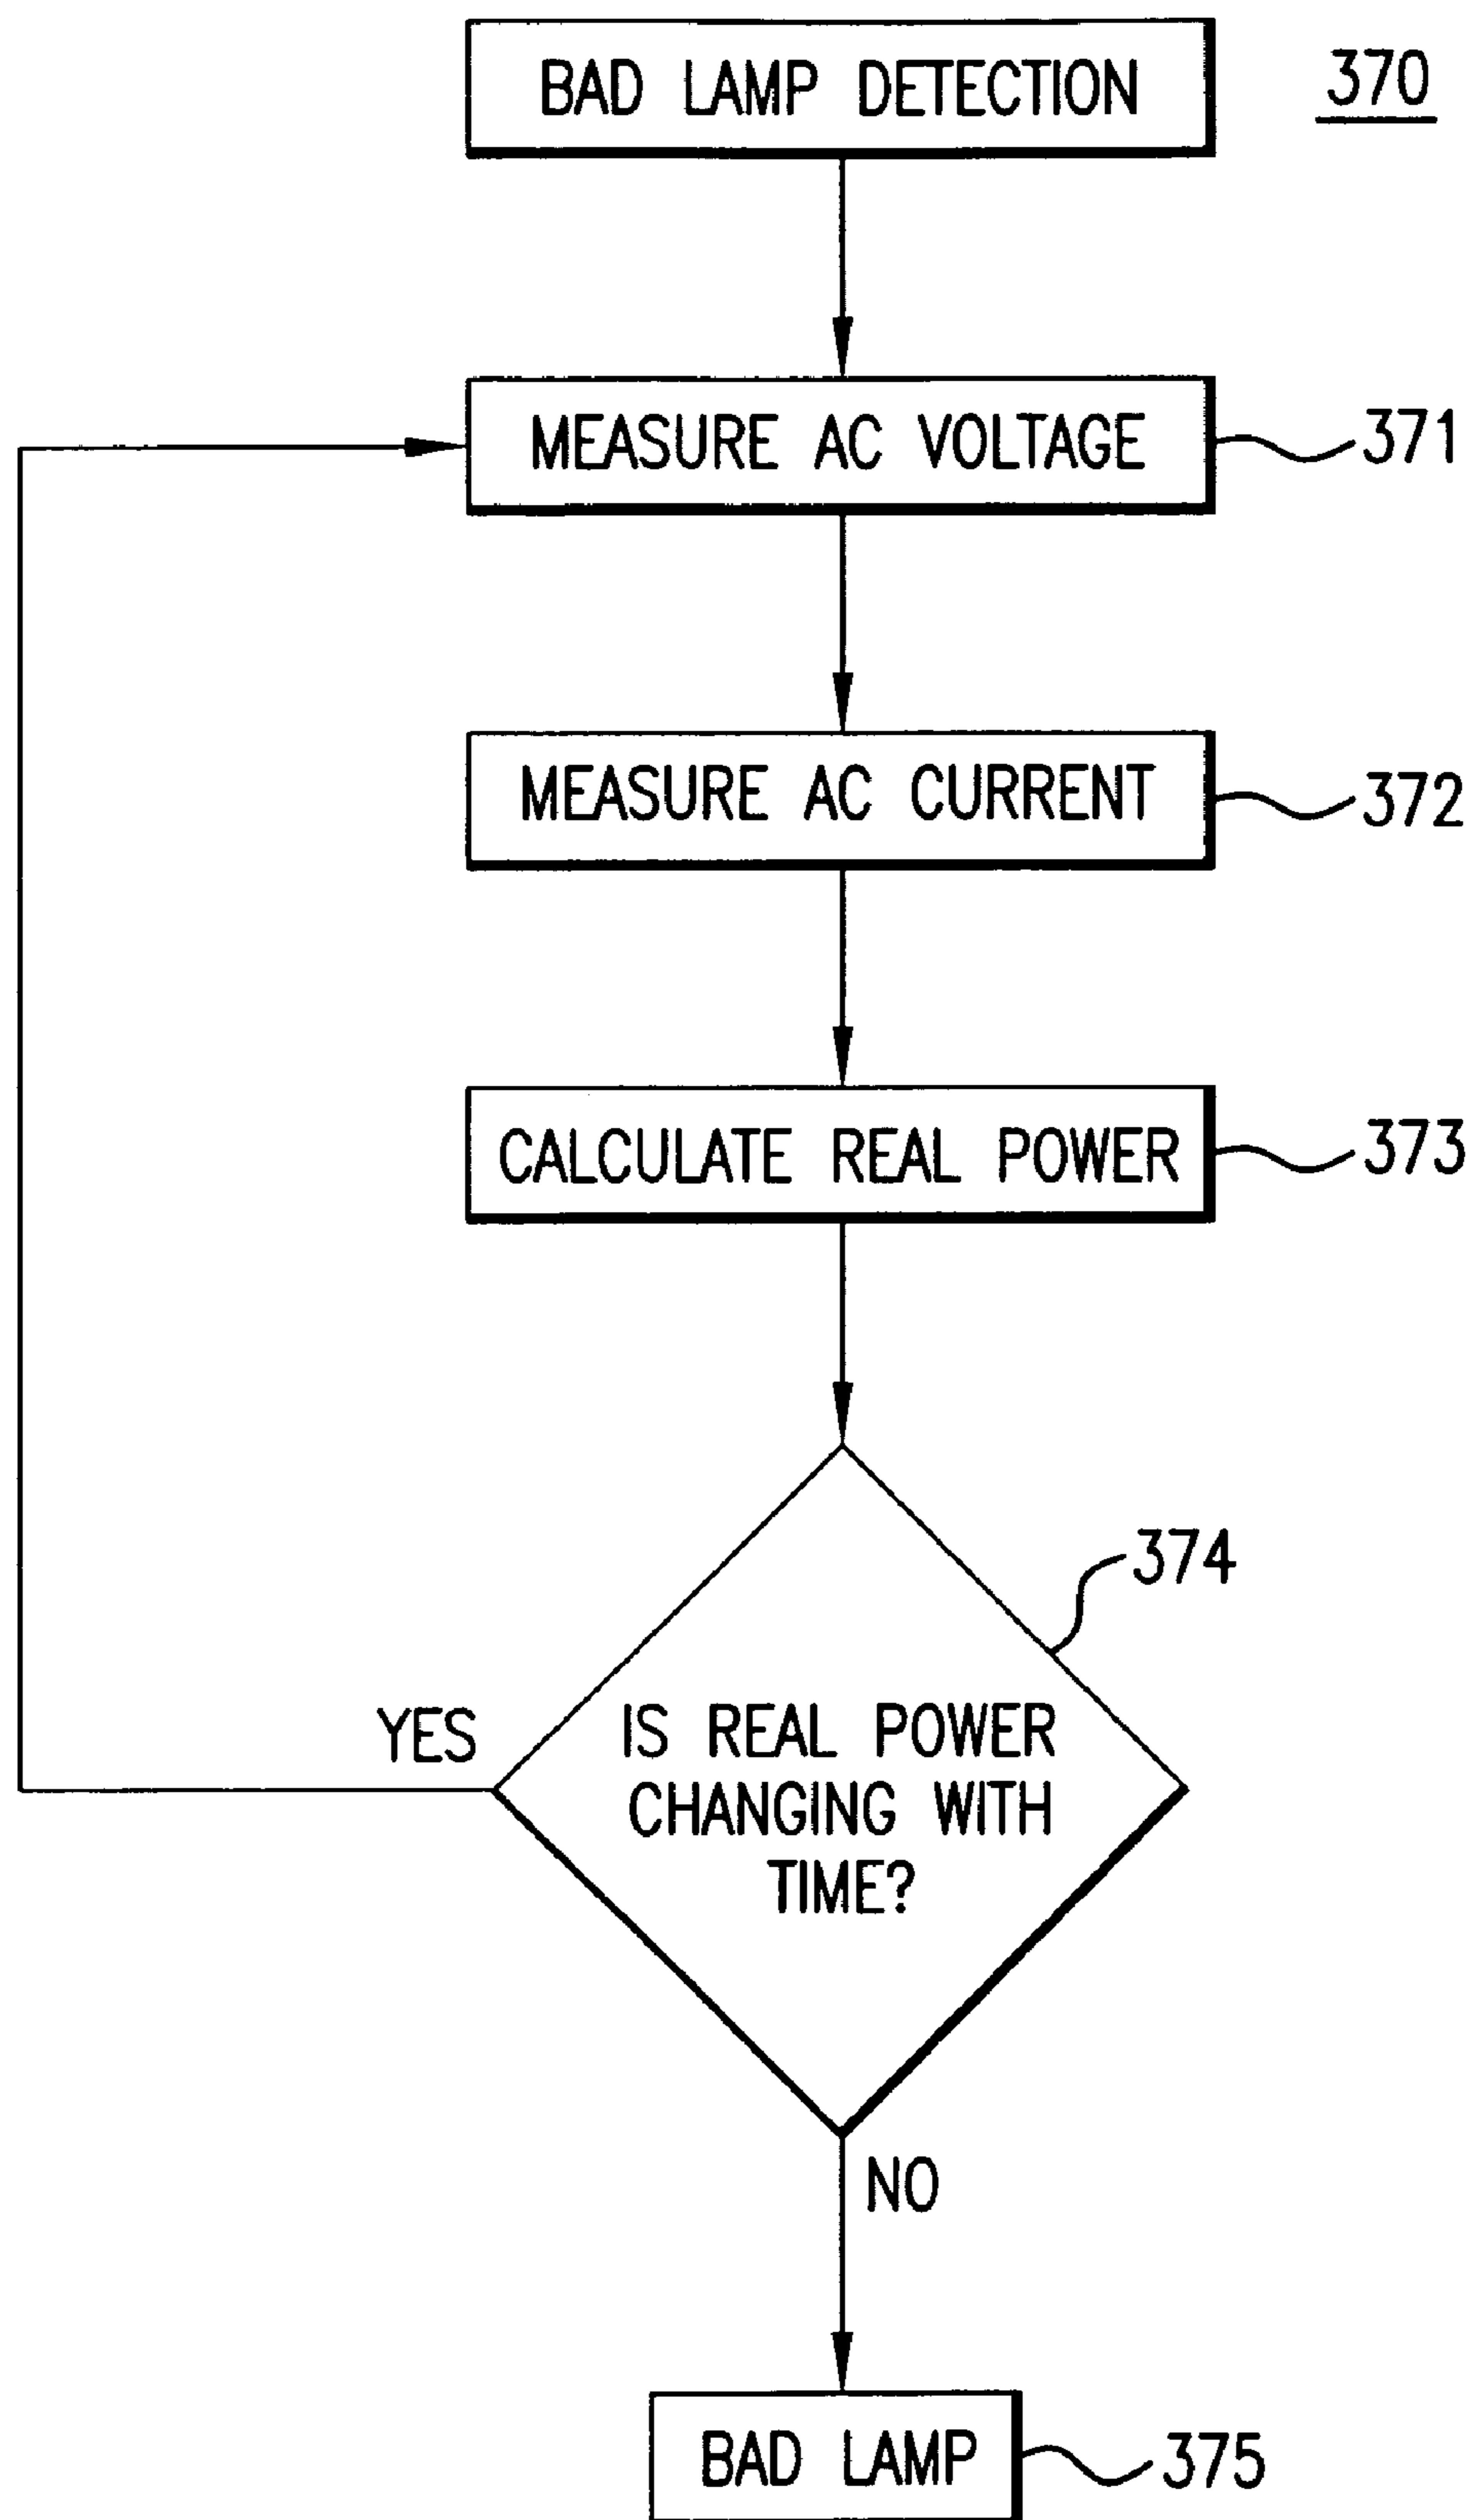 BAD LAMP DETECTION
370
MEASURE AC VOLTAGE
371
MEASURE AC CURRENT
372
CALCULATE REAL POWER
373
374
YES
IS REAL POWER
CHANGING WITH
TIME?
NO
BAD LAMP
375